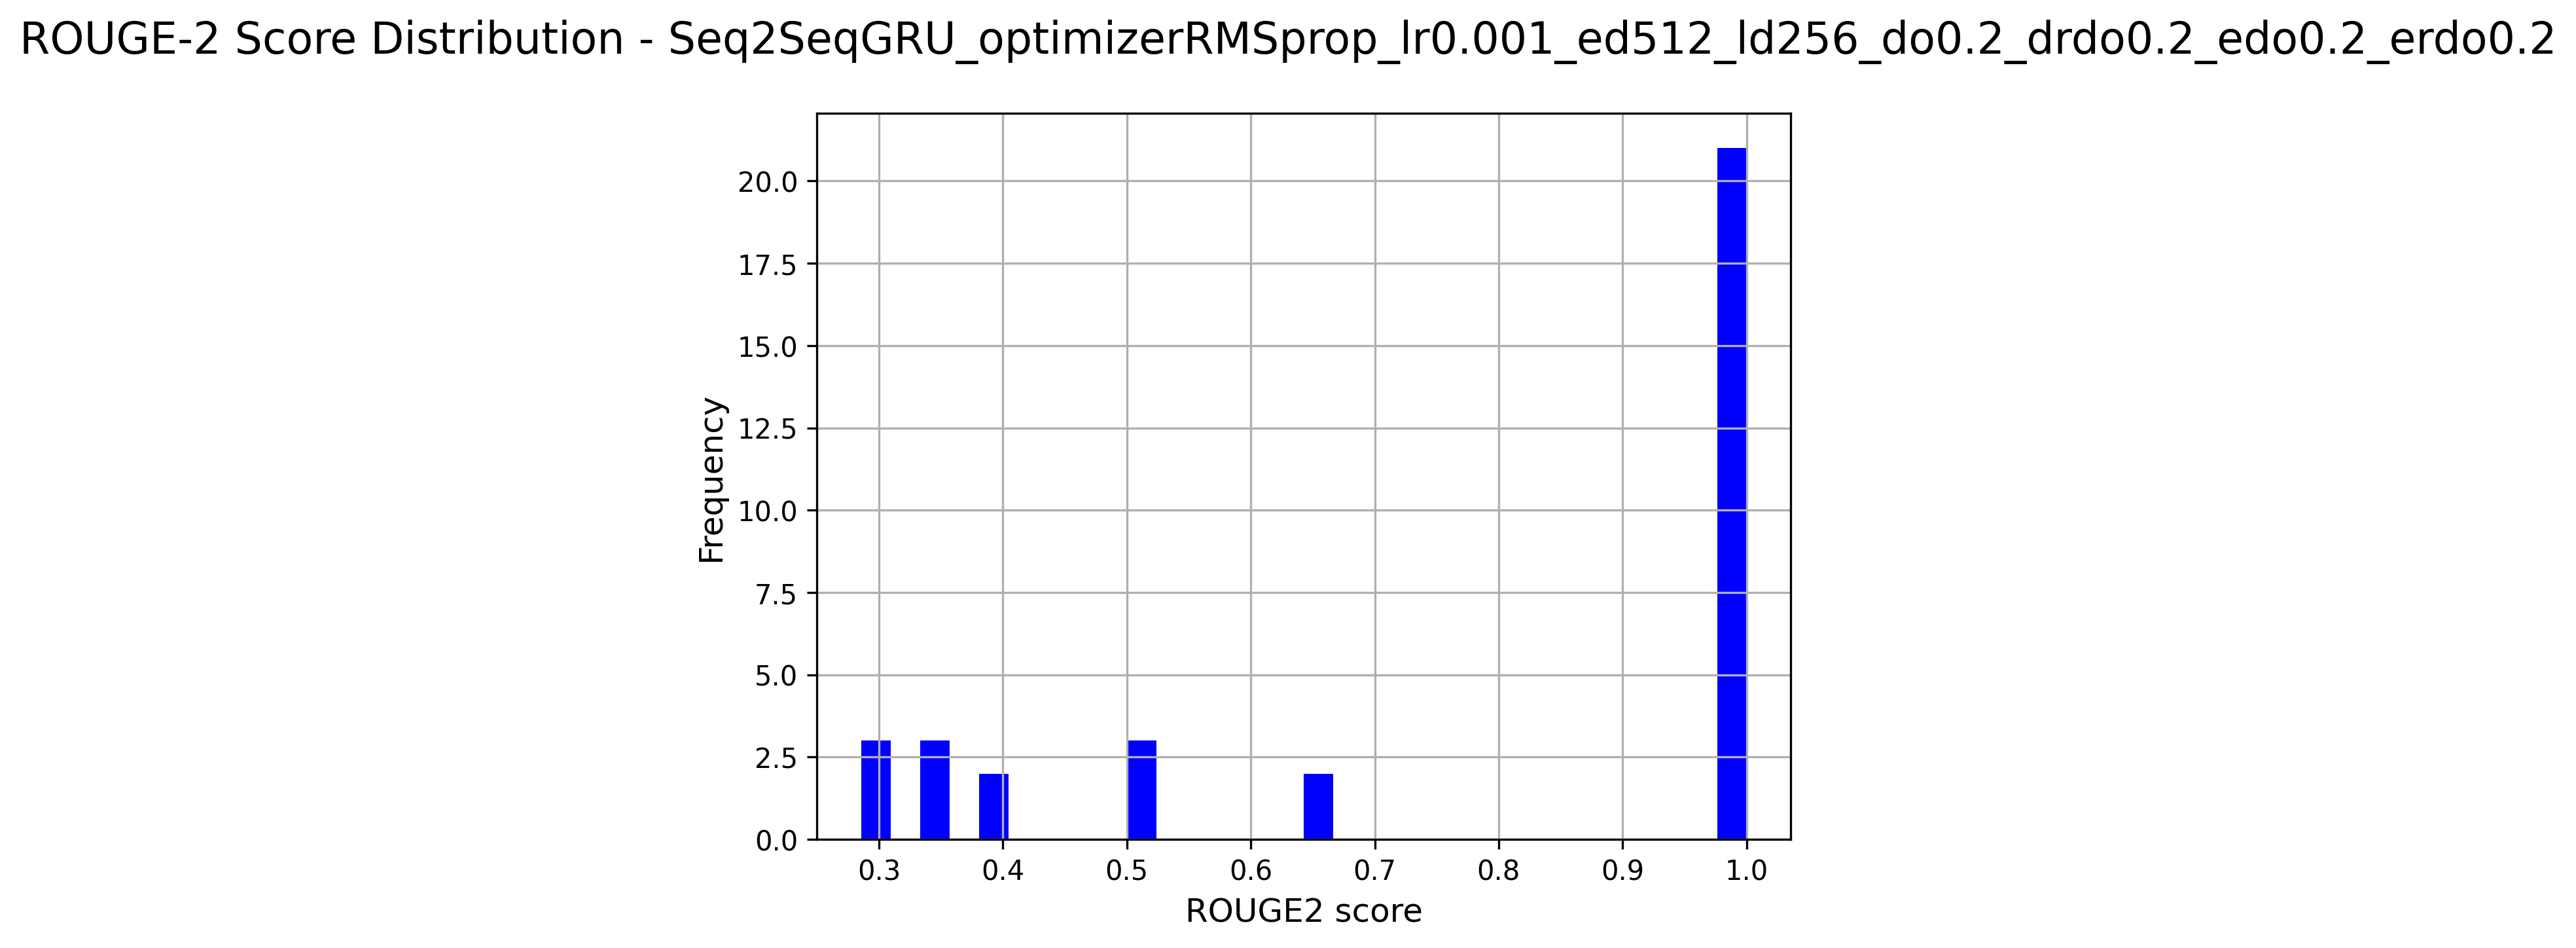 ROUGE-2 Score Distribution - Seq2SeqGRU_optimizerRMSprop_lr0.001_ed512_ld256_do0.2_drdo0.2_edo0.2_erdo0.2
20.0
17.5
15.0
12.5
10.0
7.5
5.0
2.5
0.0
Frequency
0.3 0.4 0.5 0.6 0.7 0.8 0.9 1.0
ROUGE2 score